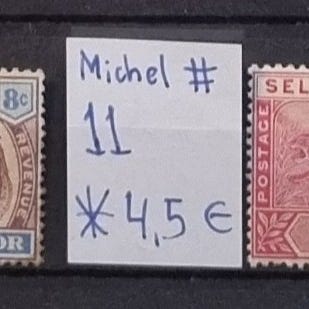 8c
REVENUE
OR
Michel #
11
* 4,5 €
SEL
POSTAGE